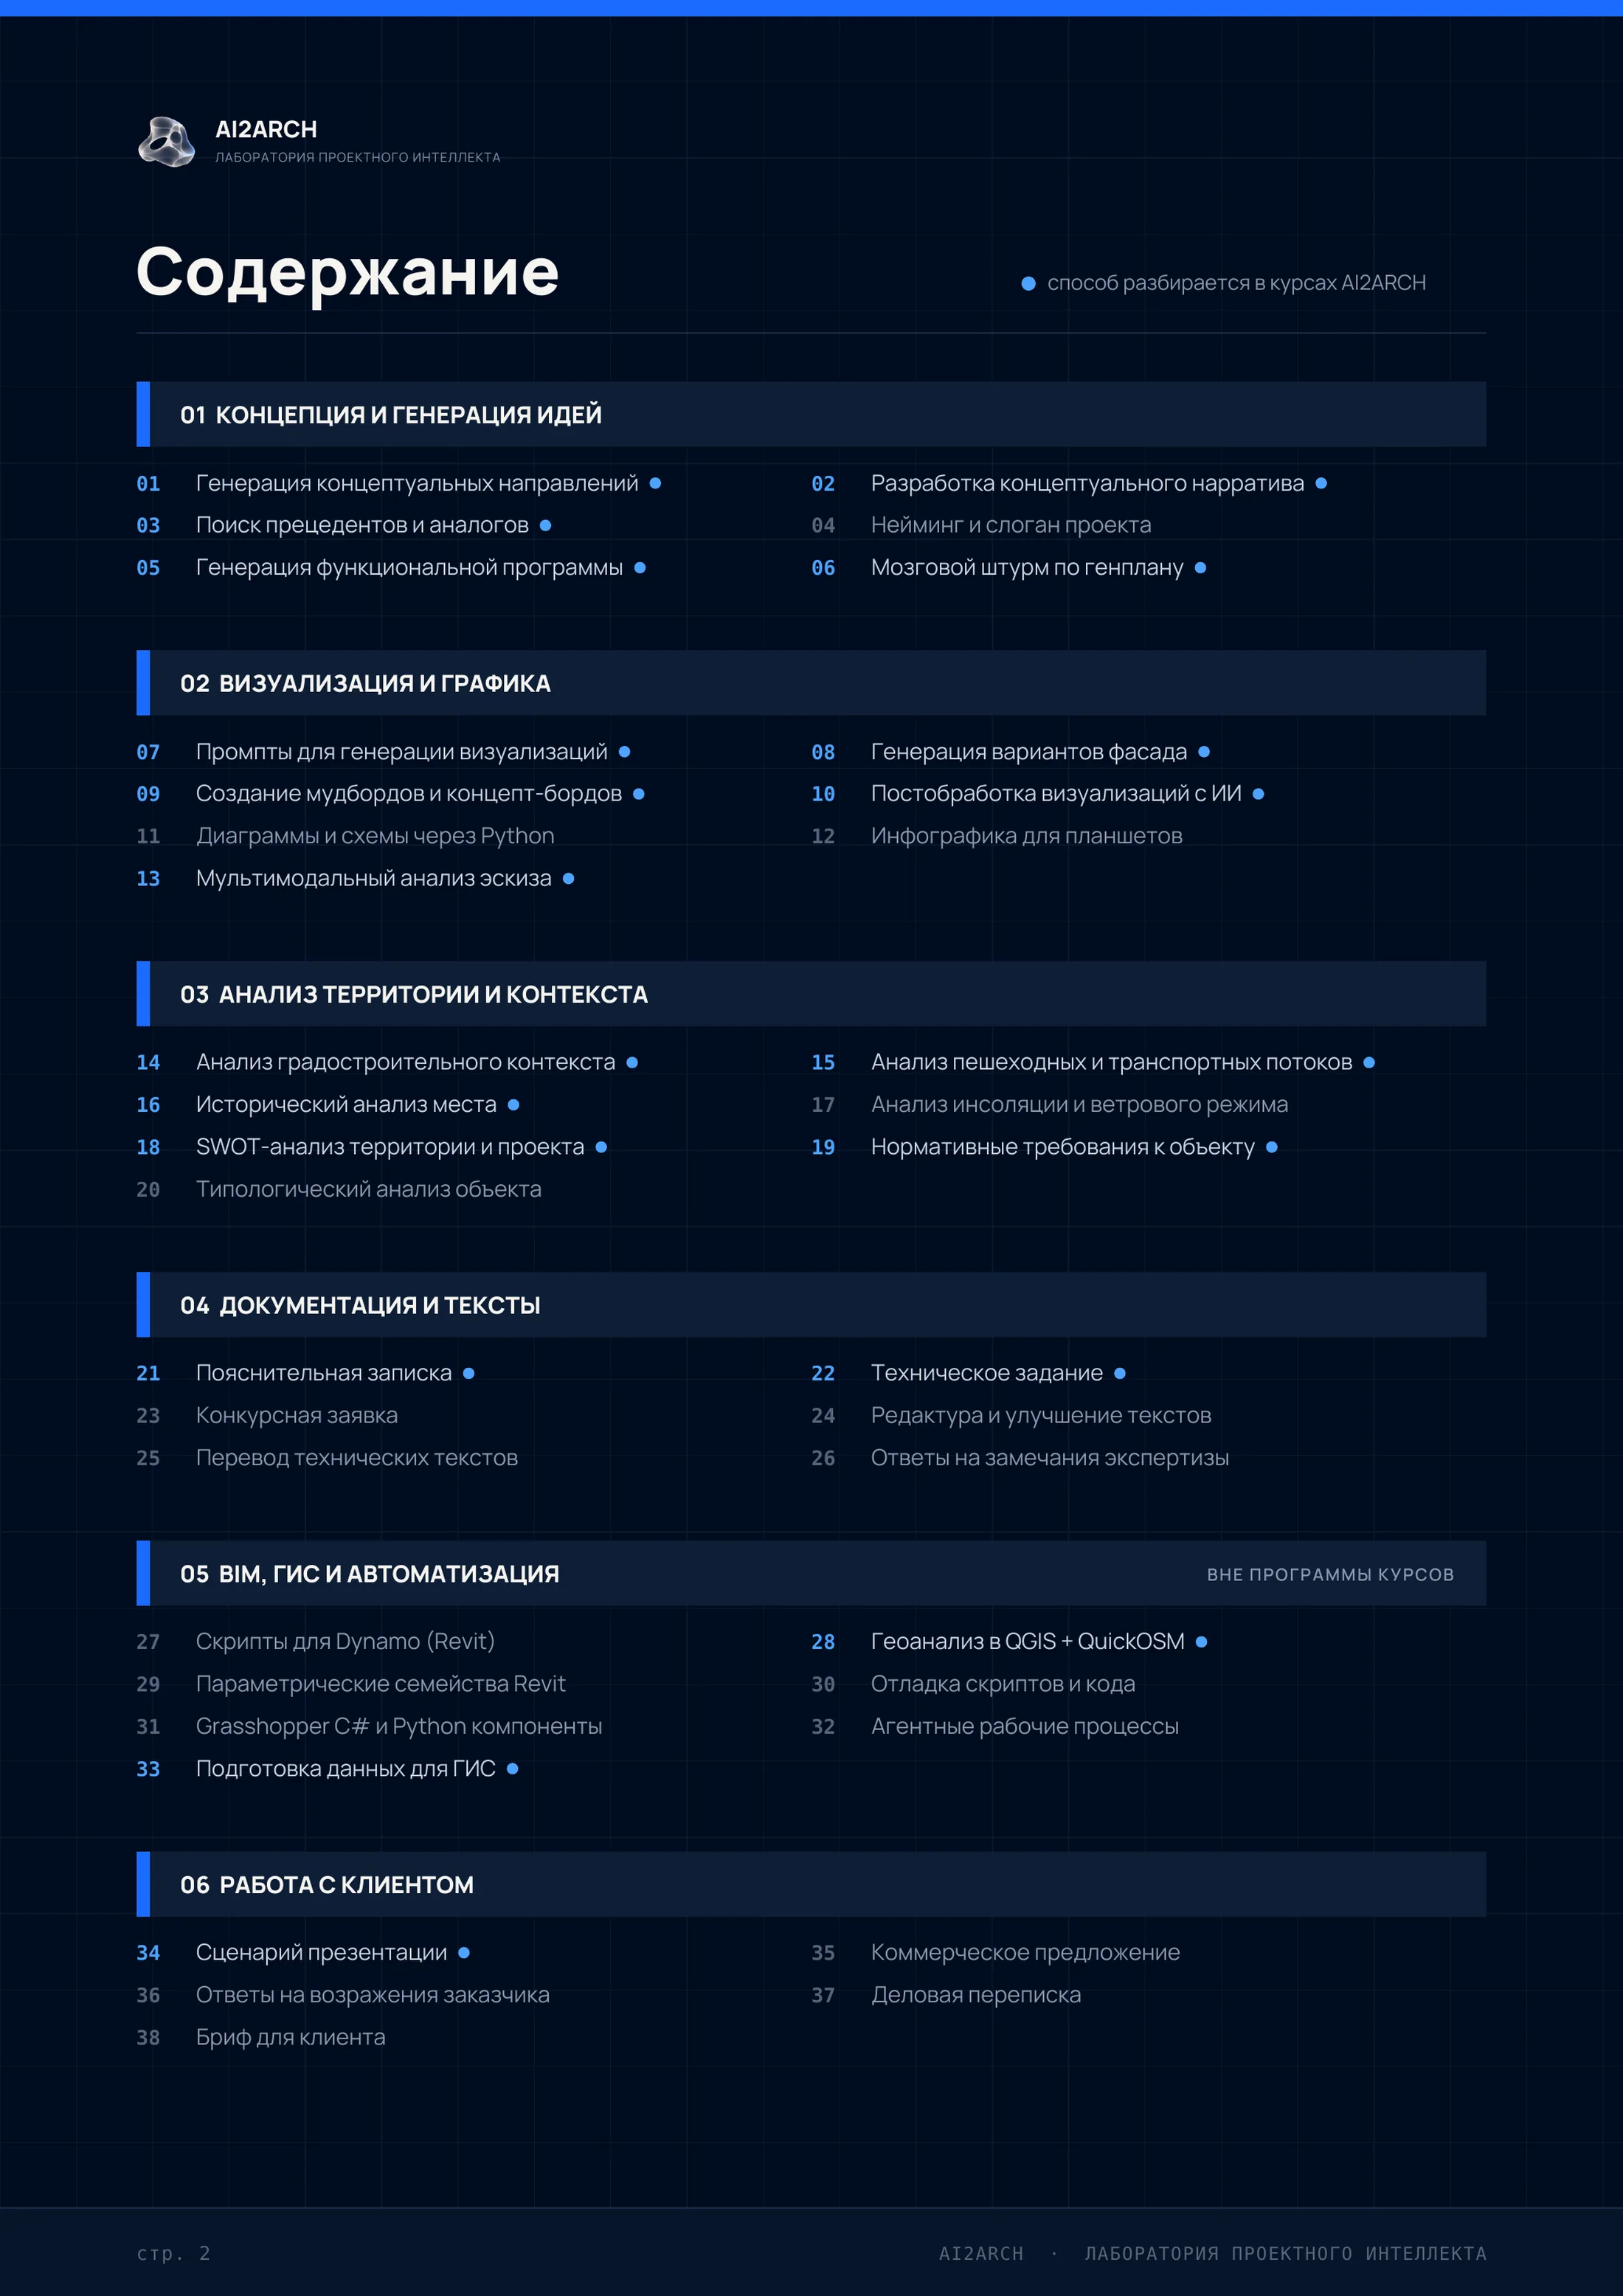 AI2ARCH
ЛАБОРАТОРИЯ ПРОЕКТНОГО ИНТЕЛЛЕКТА
Содержание
способ разбирается в курсах AI2ARCH
01 КОНЦЕПЦИЯ И ГЕНЕРАЦИЯ ИДЕЙ
01 Генерация концептуальных направлений
02 Разработка концептуального нарратива
03 Поиск прецедентов и аналогов
04 Нейминг и слоган проекта
05 Генерация функциональной программы
06 Мозговой штурм по генплану
02 ВИЗУАЛИЗАЦИЯ И ГРАФИКА
07 Промпты для генерации визуализаций
08 Генерация вариантов фасада
09 Создание мудбордов и концепт-бордов
10 Постобработка визуализаций с ИИ
11 Диаграммы и схемы через Python
12 Инфографика для планшетов
13 Мультимодальный анализ эскиза
03 АНАЛИЗ ТЕРРИТОРИИ И КОНТЕКСТА
14 Анализ градостроительного контекста
15 Анализ пешеходных и транспортных потоков
16 Исторический анализ места
17 Анализ инсоляции и ветрового режима
18 SWOT-анализ территории и проекта
19 Нормативные требования к объекту
20 Типологический анализ объекта
04 ДОКУМЕНТАЦИЯ И ТЕКСТЫ
21 Пояснительная записка
22 Техническое задание
23 Конкурсная заявка
24 Редактура и улучшение текстов
25 Перевод технических текстов
26 Ответы на замечания экспертизы
05 BIM, ГИС И АВТОМАТИЗАЦИЯ
ВНЕ ПРОГРАММЫ КУРСОВ
27 Скрипты для Dynamo (Revit)
28 Геоанализ в QGIS + QuickOSM
29 Параметрические семейства Revit
30 Отладка скриптов и кода
31 Grasshopper C# и Python компоненты
32 Агентные рабочие процессы
33 Подготовка данных для ГИС
06 РАБОТА С КЛИЕНТОМ
34 Сценарий презентации
35 Коммерческое предложение
36 Ответы на возражения заказчика
37 Деловая переписка
38 Бриф для клиента
стр. 2
AI2ARCH · ЛАБОРАТОРИЯ ПРОЕКТНОГО ИНТЕЛЛЕКТА